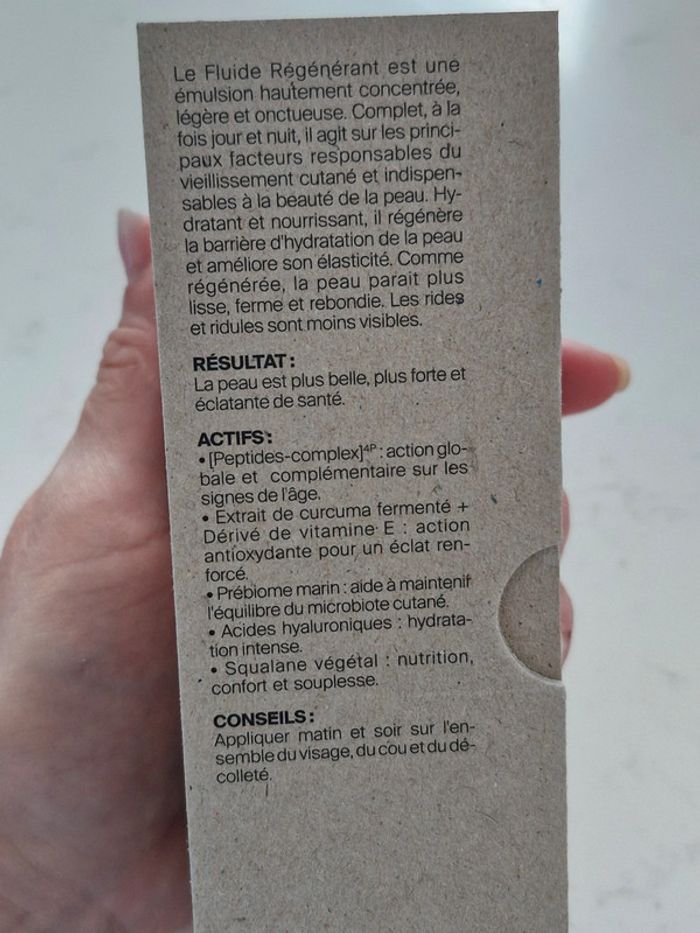 Le Fluide Régénérant est une
émulsion hautement concentrée,
légère et onctueuse. Complet, à la
fois jour et nuit, il agit sur les princi-
paux facteurs responsables du
vieillissement cutané et indispen-
sables à la beauté de la peau. Hy-
dratant et nourrissant, il régénère
la barrière d'hydratation de la peau
et améliore son élasticité. Comme
régénérée, la peau parait plus
lisse, ferme et rebondie. Les rides
et ridules sont moins visibles.
RÉSULTAT :
La peau est plus belle, plus forte et
éclatante de santé.
ACTIFS :
• [Peptides-complex]⁴ᴾ : action glo-
bale et complémentaire sur les
signes de l'âge.
• Extrait de curcuma fermenté +
Dérivé de vitamine E : action
antioxydante pour un éclat ren-
forcé.
• Prébiome marin : aide à maintenir
l'équilibre du microbiote cutané.
• Acides hyaluroniques : hydrata-
tion intense.
• Squalane végétal : nutrition,
confort et souplesse.
CONSEILS :
Appliquer matin et soir sur l'en-
semble du visage, du cou et du dé-
colleté.